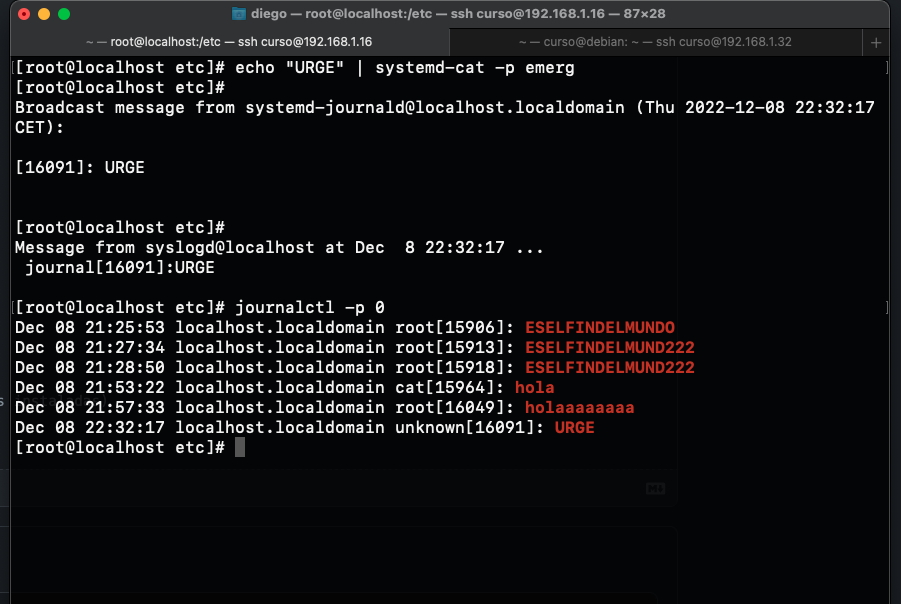 diego — root@localhost:/etc — ssh curso@192.168.1.16 — 87×28
~ — root@localhost:/etc — ssh curso@192.168.1.16
~ — curso@debian: ~ — ssh curso@192.168.1.32
[[root@localhost etc]# echo "URGE" | systemd-cat -p emerg ]
[root@localhost etc]#
Broadcast message from systemd-journald@localhost.localdomain (Thu 2022-12-08 22:32:17
CET):
[16091]: URGE
[root@localhost etc]#
Message from syslogd@localhost at Dec  8 22:32:17 ...
 journal[16091]:URGE
[[root@localhost etc]# journalctl -p 0 ]
Dec 08 21:25:53 localhost.localdomain root[15906]: ESELFINDELMUNDO
Dec 08 21:27:34 localhost.localdomain root[15913]: ESELFINDELMUND222
Dec 08 21:28:50 localhost.localdomain root[15918]: ESELFINDELMUND222
Dec 08 21:53:22 localhost.localdomain cat[15964]: hola
Dec 08 21:57:33 localhost.localdomain root[16049]: holaaaaaaaa
Dec 08 22:32:17 localhost.localdomain unknown[16091]: URGE
[root@localhost etc]#